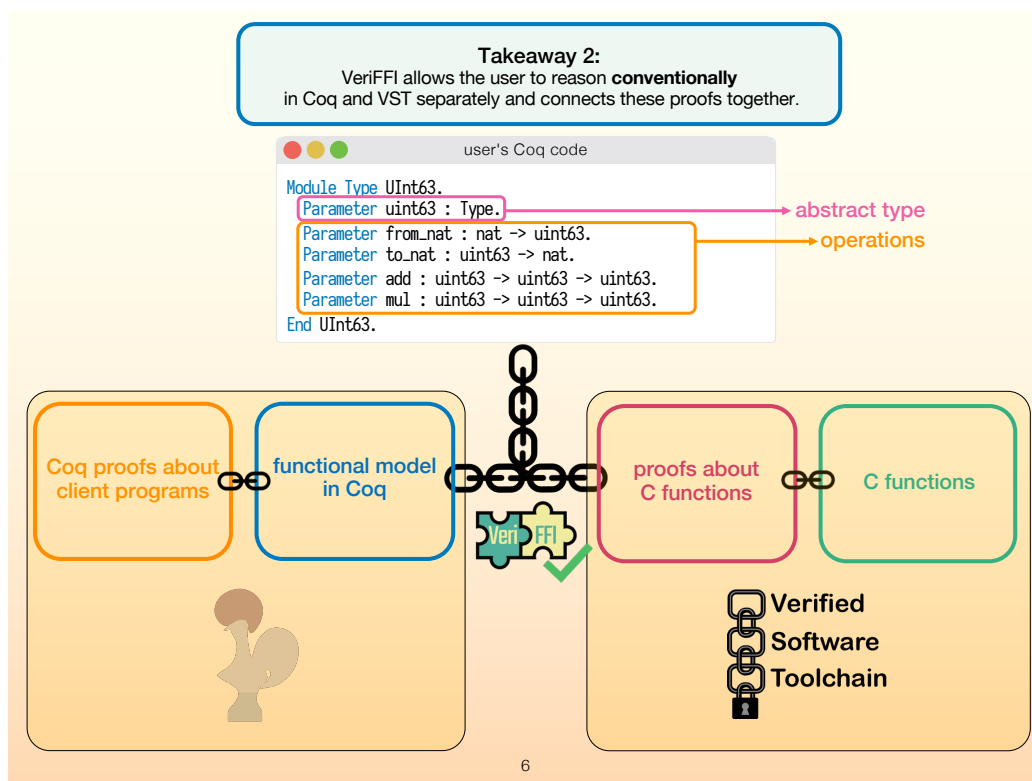 Takeaway 2:
VeriFFI allows the user to reason conventionally
in Coq and VST separately and connects these proofs together.
user's Coq code
Module Type UInt63.
Parameter uint63 : Type.
abstract type
Parameter from_nat : nat -> uint63.
operations
Parameter to_nat : uint63 -> nat.
Parameter add : uint63 -> uint63 -> uint63.
Parameter mul : uint63 -> uint63 -> uint63.
End UInt63.
Coq proofs about
client programs
functional model
in Coq
proofs about
C functions
C functions
Veri FFI
Verified
Software
Toolchain
6